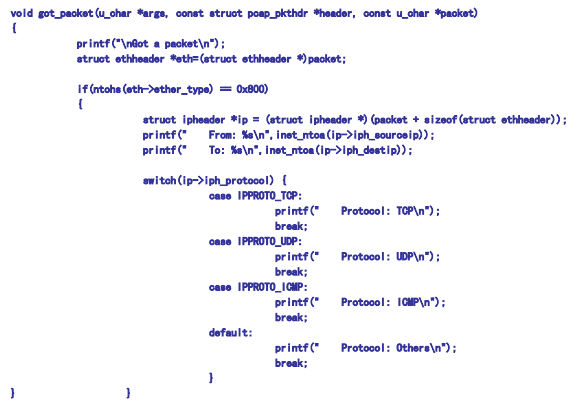 void got_packet(u_char *args, const struct pcap_pkthdr *header, const u_char *packet)
{
printf("\nGot a packet\n");
struct ethheader *eth=(struct ethheader *)packet;
if(ntohs(eth->ether_type) == 0x800)
{
struct ipheader *ip = (struct ipheader *)(packet + sizeof(struct ethheader));
printf("    From: %s\n",inet_ntoa(ip->iph_sourceip));
printf("    To: %s\n",inet_ntoa(ip->iph_destip));
switch(ip->iph_protocol) {
case IPPROTO_TCP:
printf("    Protocol: TCP\n");
break;
case IPPROTO_UDP:
printf("    Protocol: UDP\n");
break;
case IPPROTO_ICMP:
printf("    Protocol: ICMP\n");
break;
default:
printf("    Protocol: Others\n");
break;
}
} }